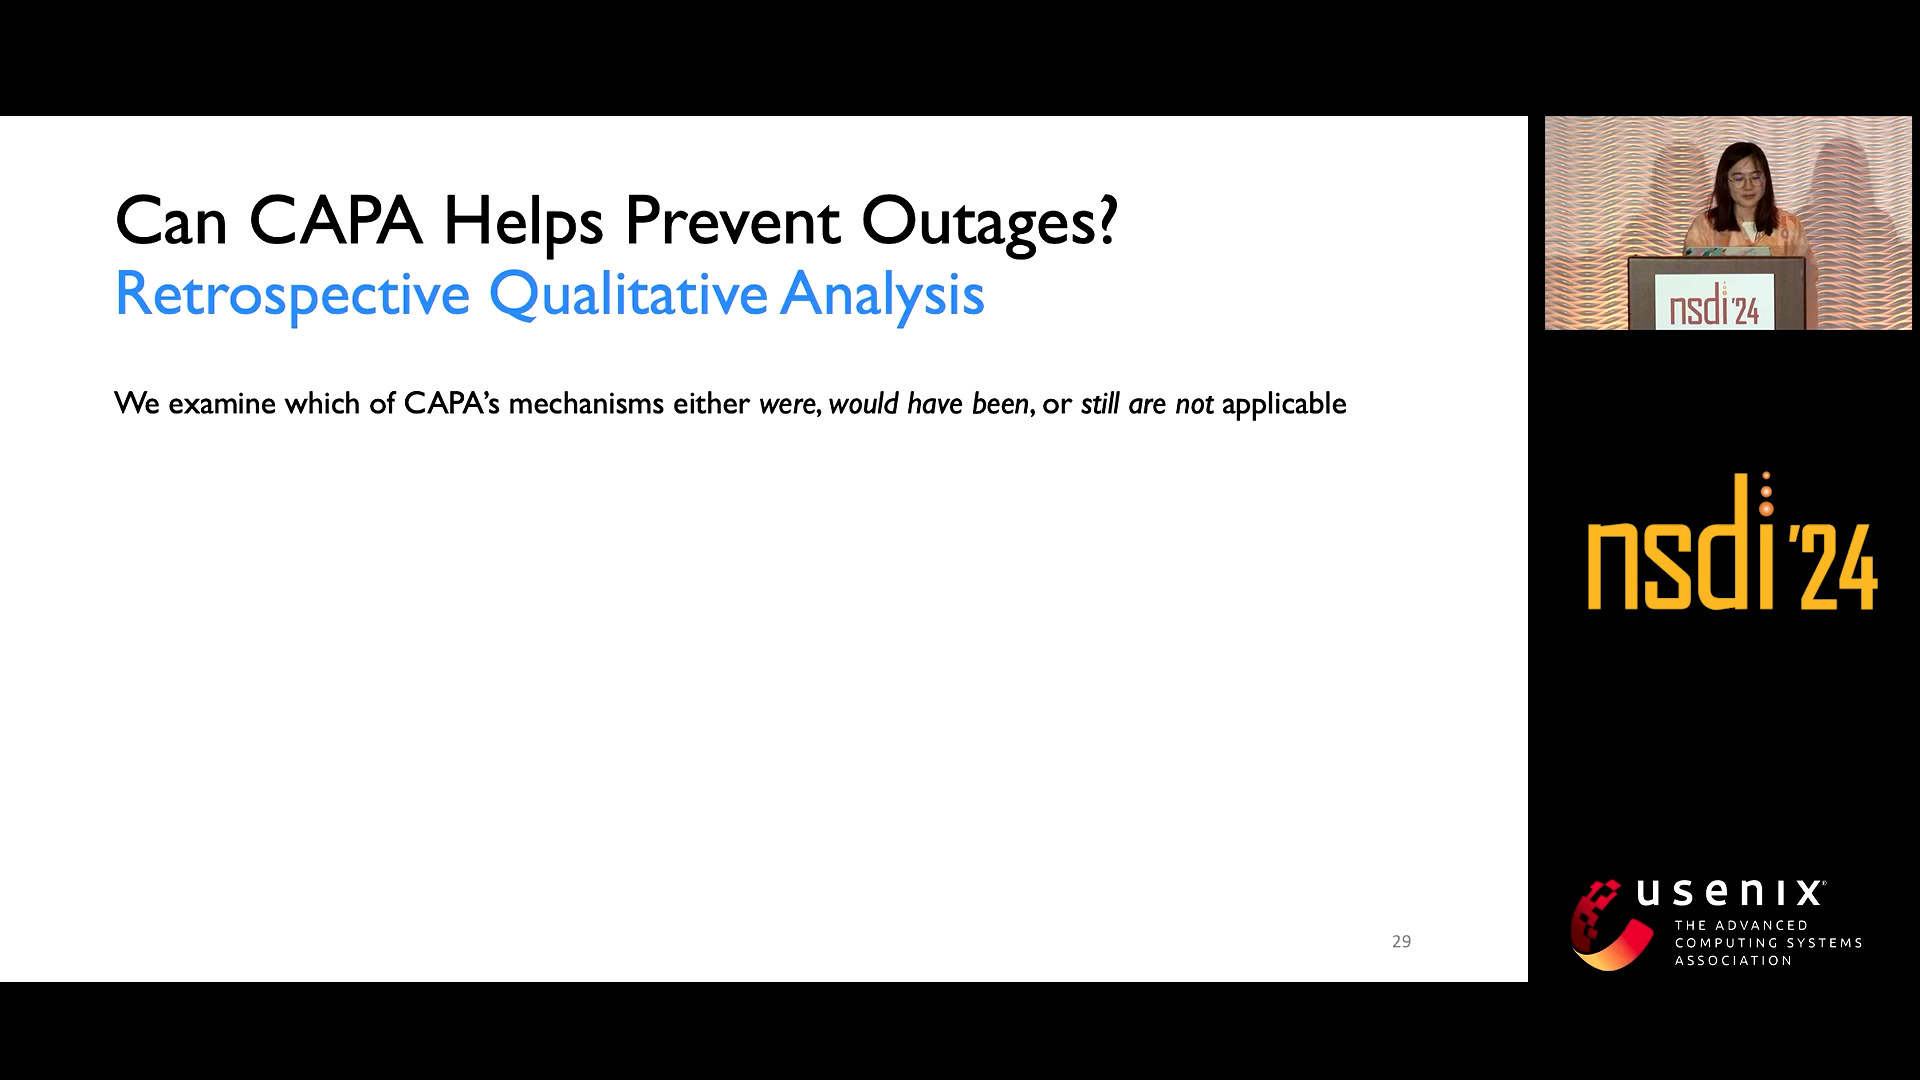 Can CAPA Helps Prevent Outages?
Retrospective Qualitative Analysis
We examine which of CAPA’s mechanisms either were, would have been, or still are not applicable
29
nsdi '24
nsdi '24
usenix®
THE ADVANCED
COMPUTING SYSTEMS
ASSOCIATION